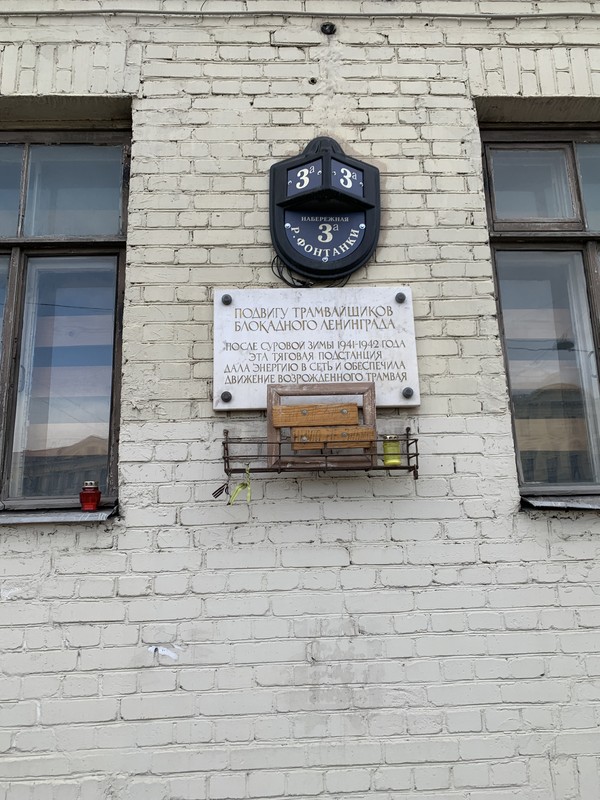 3а 3а
НАБЕРЕЖНАЯ
3а
Р. ФОНТАНКИ
ПОДВИГУ ТРАМВАЙЩИКОВ
БЛОКАДНОГО ЛЕНИНГРАДА
ПОСЛЕ СУРОВОЙ ЗИМЫ 1941-1942 ГОДА
ЭТА ТЯГОВАЯ ПОДСТАНЦИЯ
ДАЛА ЭНЕРГИЮ В СЕТЬ И ОБЕСПЕЧИЛА
ДВИЖЕНИЕ ВОЗРОЖДЕННОГО ТРАМВАЯ